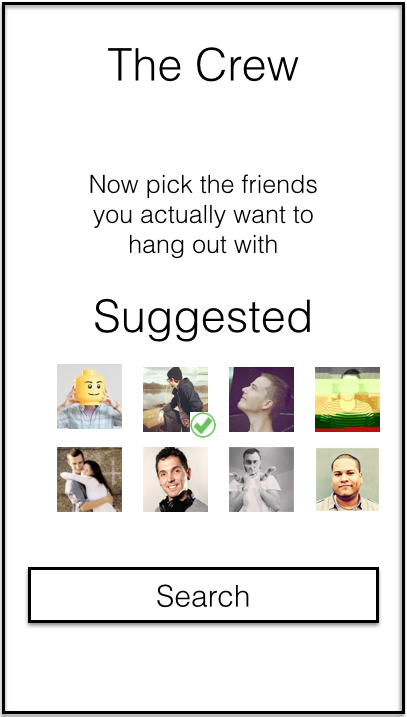 The Crew
Now pick the friends
you actually want to
hang out with
Suggested
Search